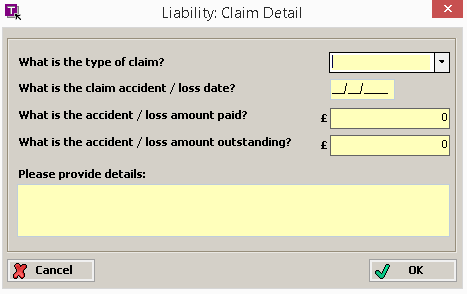 T
Liability: Claim Detail
What is the type of claim?
What is the claim accident / loss date? __/__/____
What is the accident / loss amount paid? £ 0
What is the accident / loss amount outstanding? £ 0
Please provide details:
Cancel OK